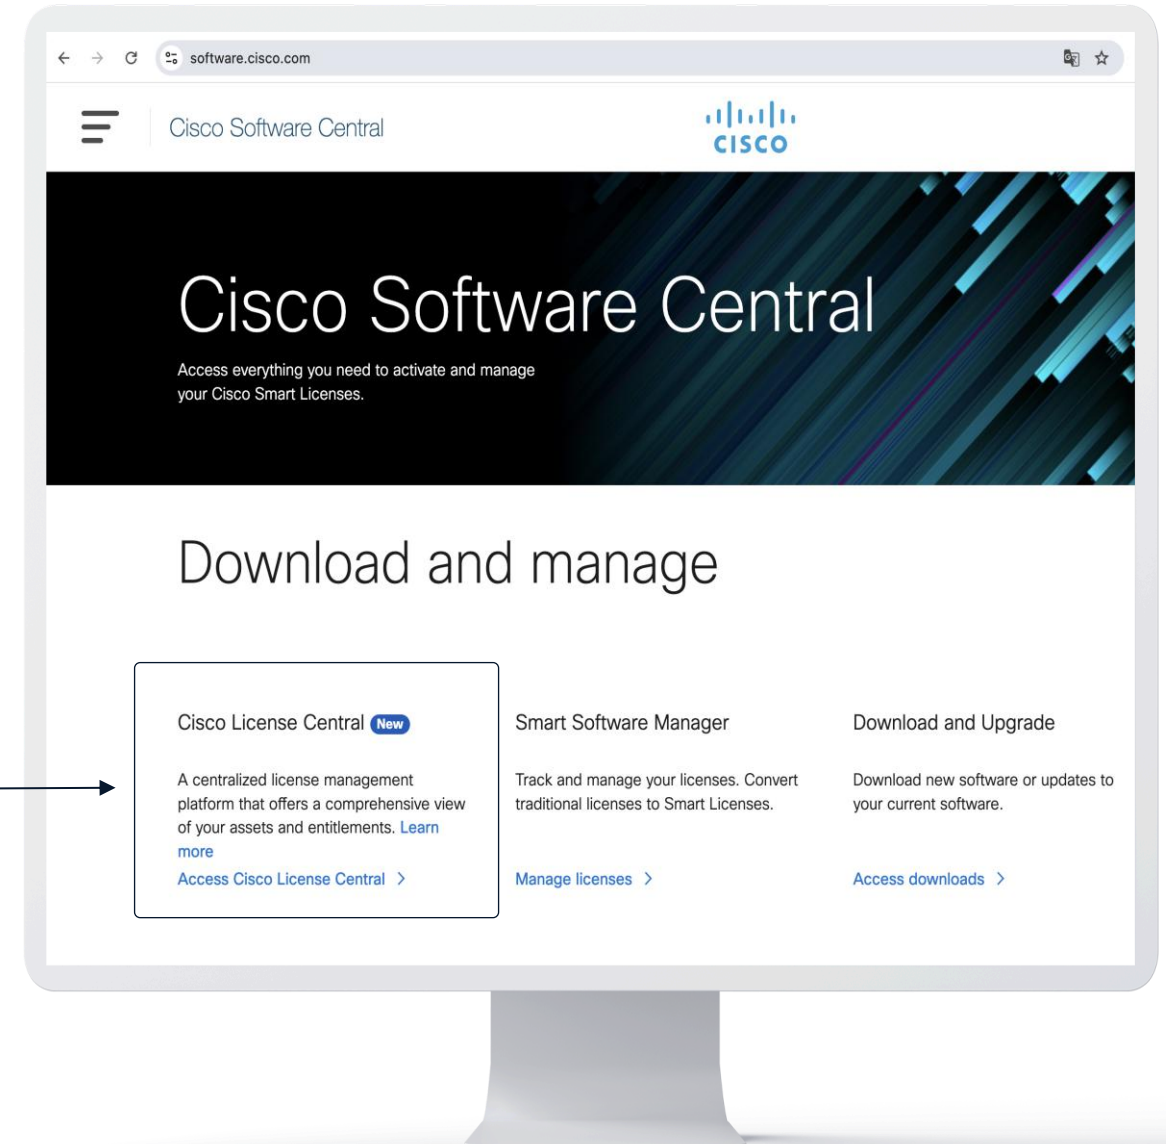 software.cisco.com
Cisco Software Central
CISCO
Cisco Software Central
Access everything you need to activate and manage
your Cisco Smart Licenses.
Download and manage
Cisco License Central New
A centralized license management
platform that offers a comprehensive view
of your assets and entitlements. Learn
more
Access Cisco License Central >
Smart Software Manager
Track and manage your licenses. Convert
traditional licenses to Smart Licenses.
Manage licenses >
Download and Upgrade
Download new software or updates to
your current software.
Access downloads >